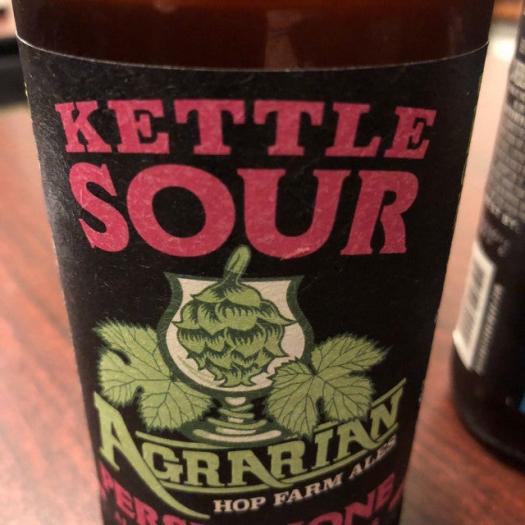 KETTLE
SOUR
AGRARIAN
HOP FARM ALES